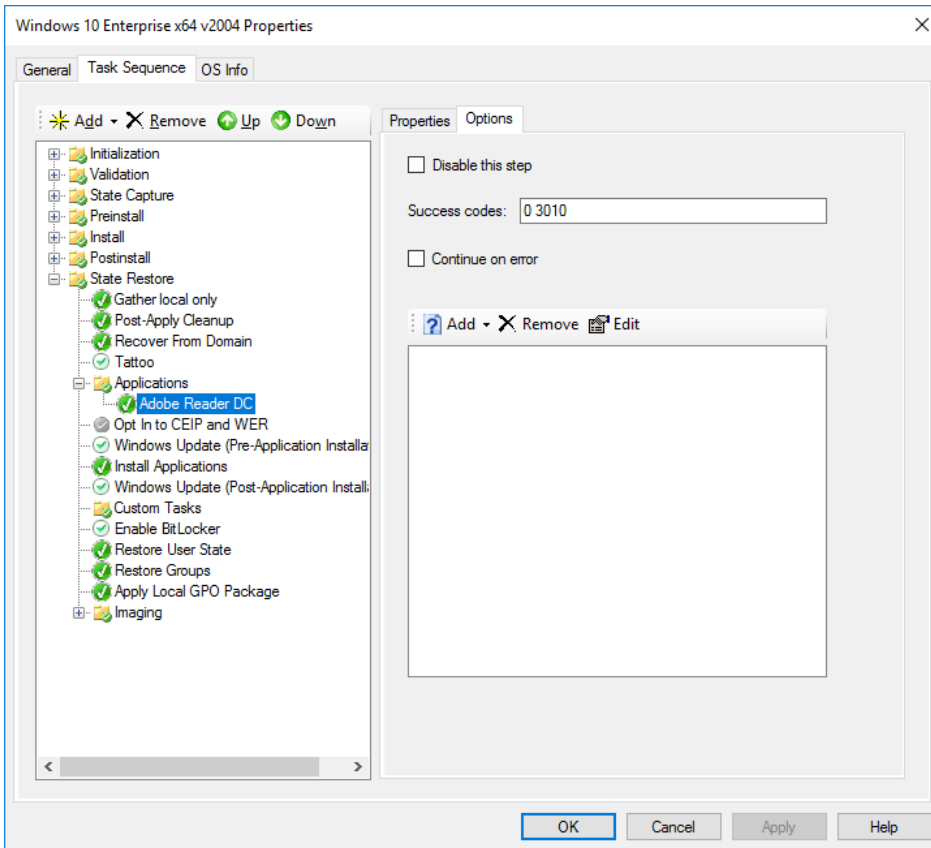 Windows 10 Enterprise x64 v2004 Properties
General Task Sequence OS Info
Add Remove Up Down
Properties Options
Initialization
Validation
State Capture
Preinstall
Install
Postinstall
State Restore
Gather local only
Post-Apply Cleanup
Recover From Domain
Tattoo
Applications
Adobe Reader DC
Opt In to CEIP and WER
Windows Update (Pre-Application Installa
Install Applications
Windows Update (Post-Application Install
Custom Tasks
Enable BitLocker
Restore User State
Restore Groups
Apply Local GPO Package
Imaging
Disable this step
Success codes: 0 3010
Continue on error
Add Remove Edit
OK Cancel Apply Help